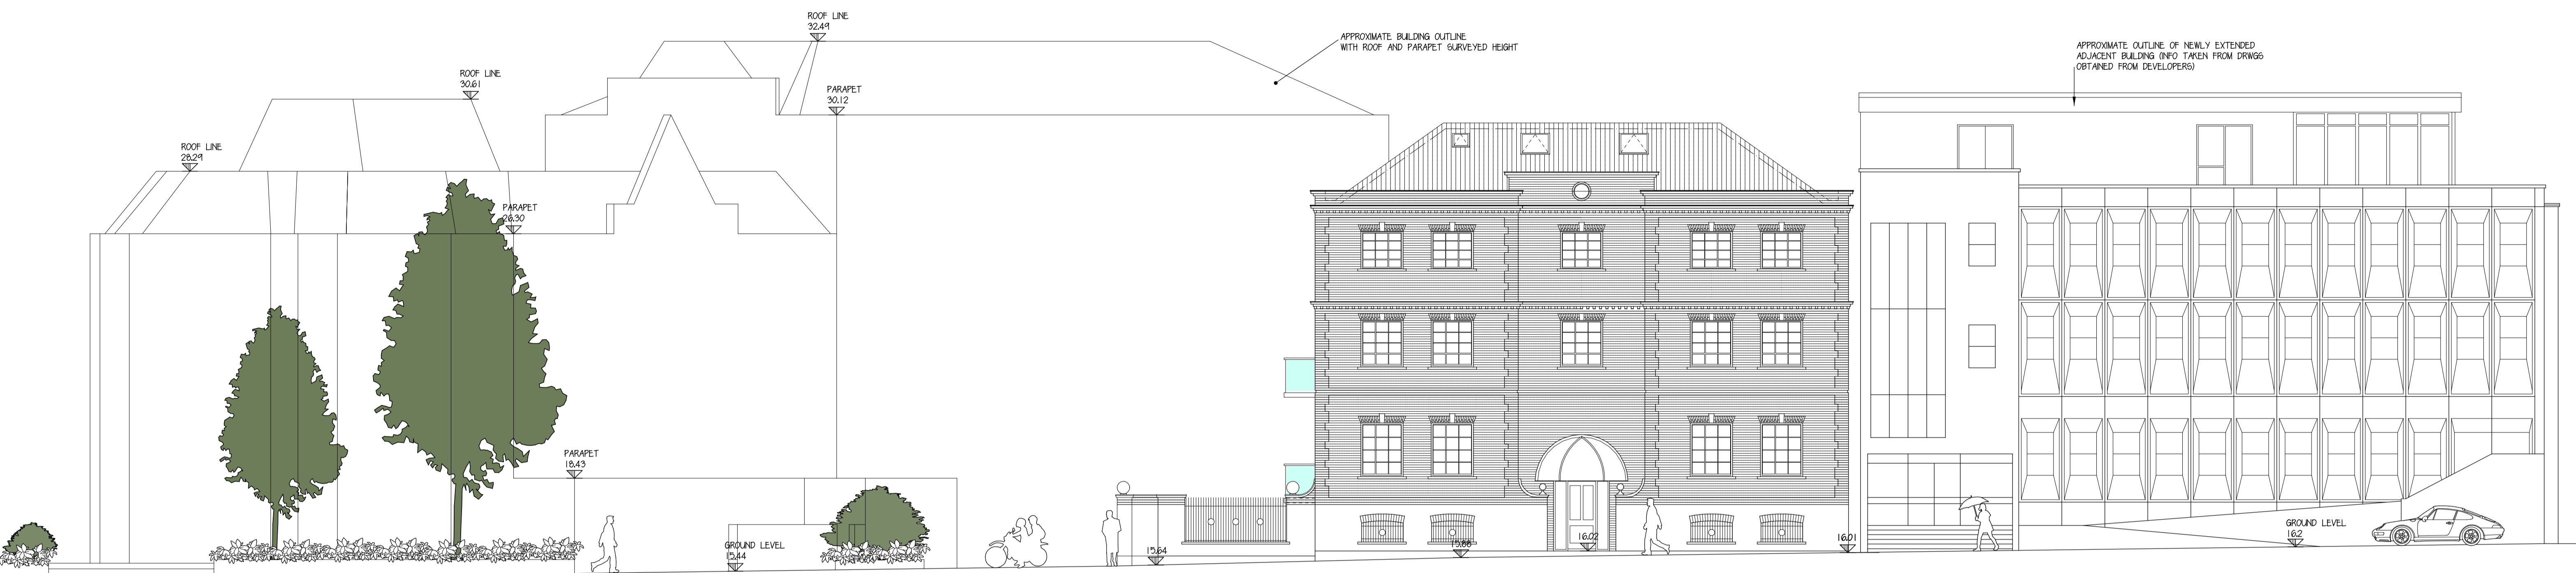 ROOF LINE
32.49
APPROXIMATE BUILDING OUTLINE
WITH ROOF AND PARAPET SURVEYED HEIGHT
APPROXIMATE OUTLINE OF NEWLY EXTENDED
ADJACENT BUILDING (INFO TAKEN FROM DRWGS
OBTAINED FROM DEVELOPERS)
ROOF LINE
30.61
PARAPET
30.12
ROOF LINE
28.29
PARAPET
26.30
PARAPET
18.43
GROUND LEVEL
15.44
15.64
15.88
16.02
16.01
GROUND LEVEL
16.2